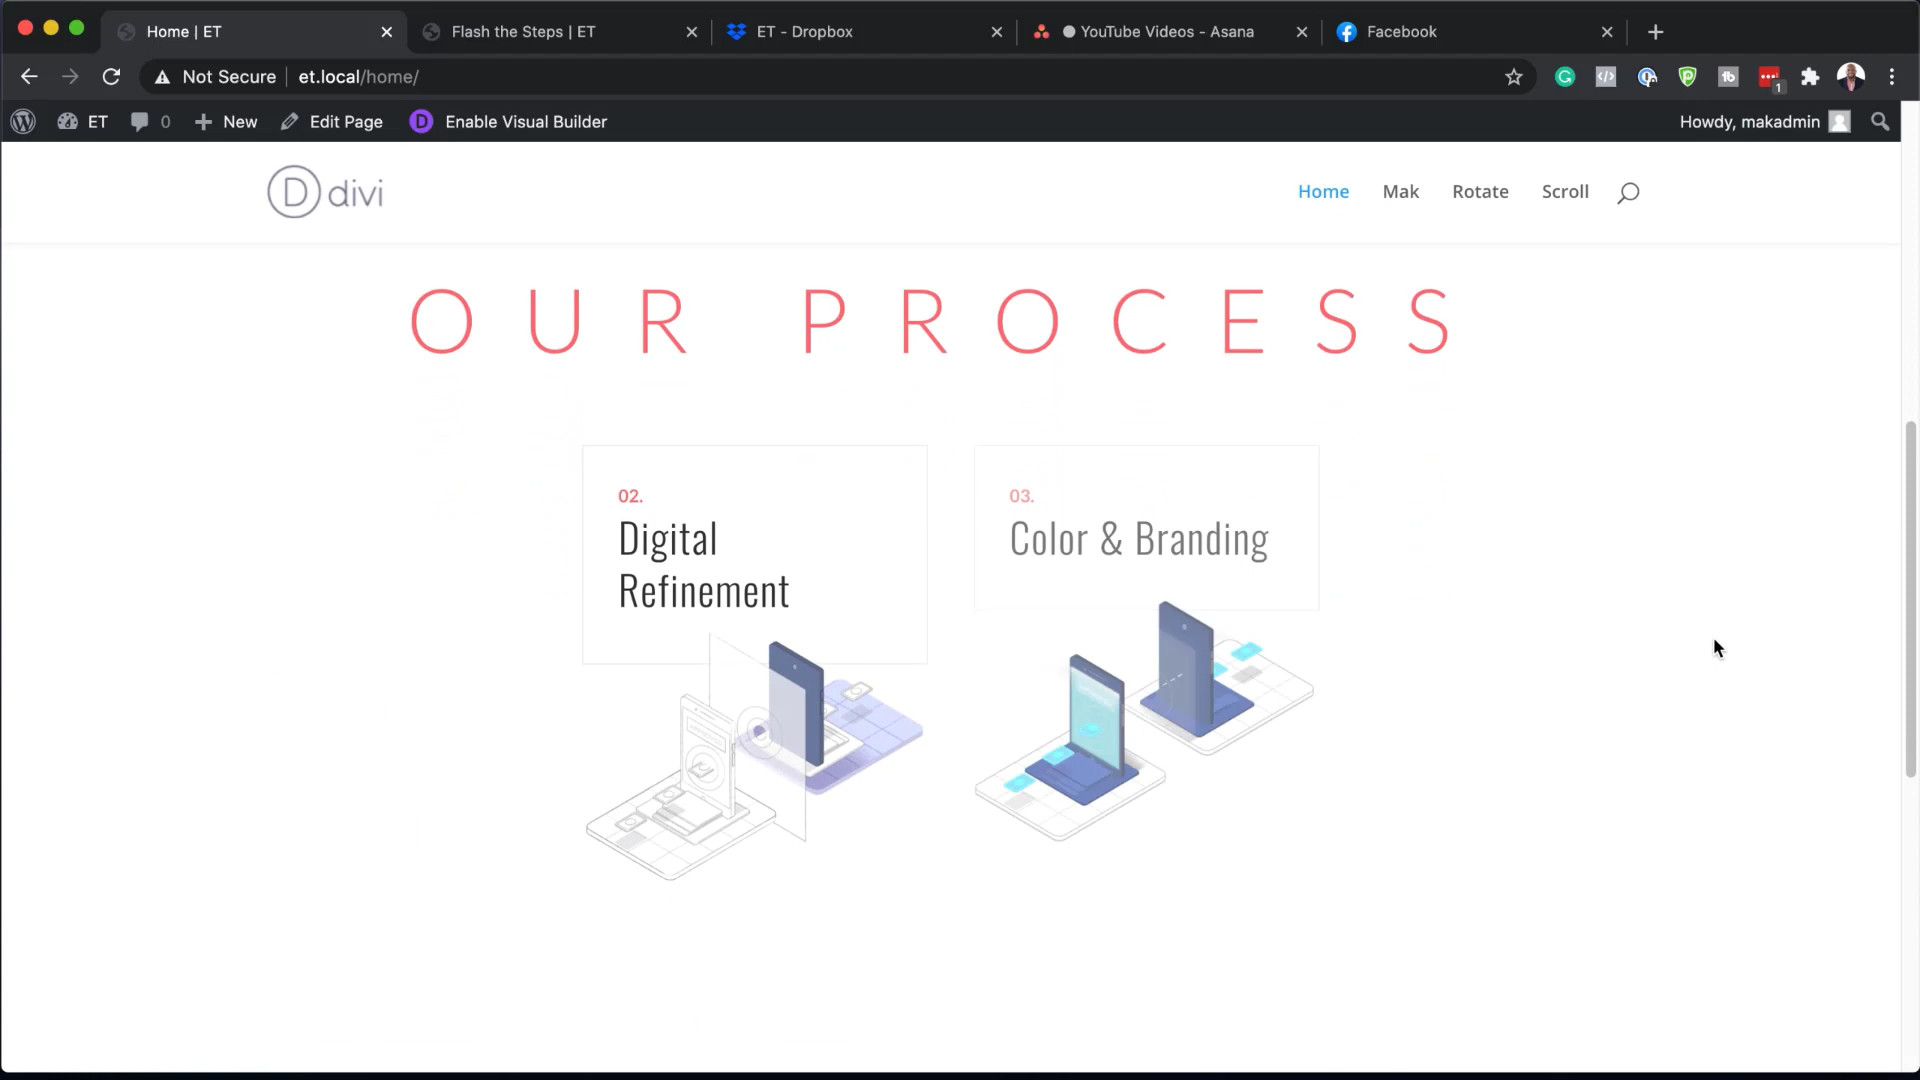 Home | ET
Flash the Steps | ET
ET - Dropbox
YouTube Videos - Asana
Facebook
Not Secure
et.local/home/
1
ET
0
New
Edit Page
Enable Visual Builder
Howdy, makadmin
D divi
Home
Mak
Rotate
Scroll
OUR PROCESS
02.
Digital
Refinement
03.
Color & Branding